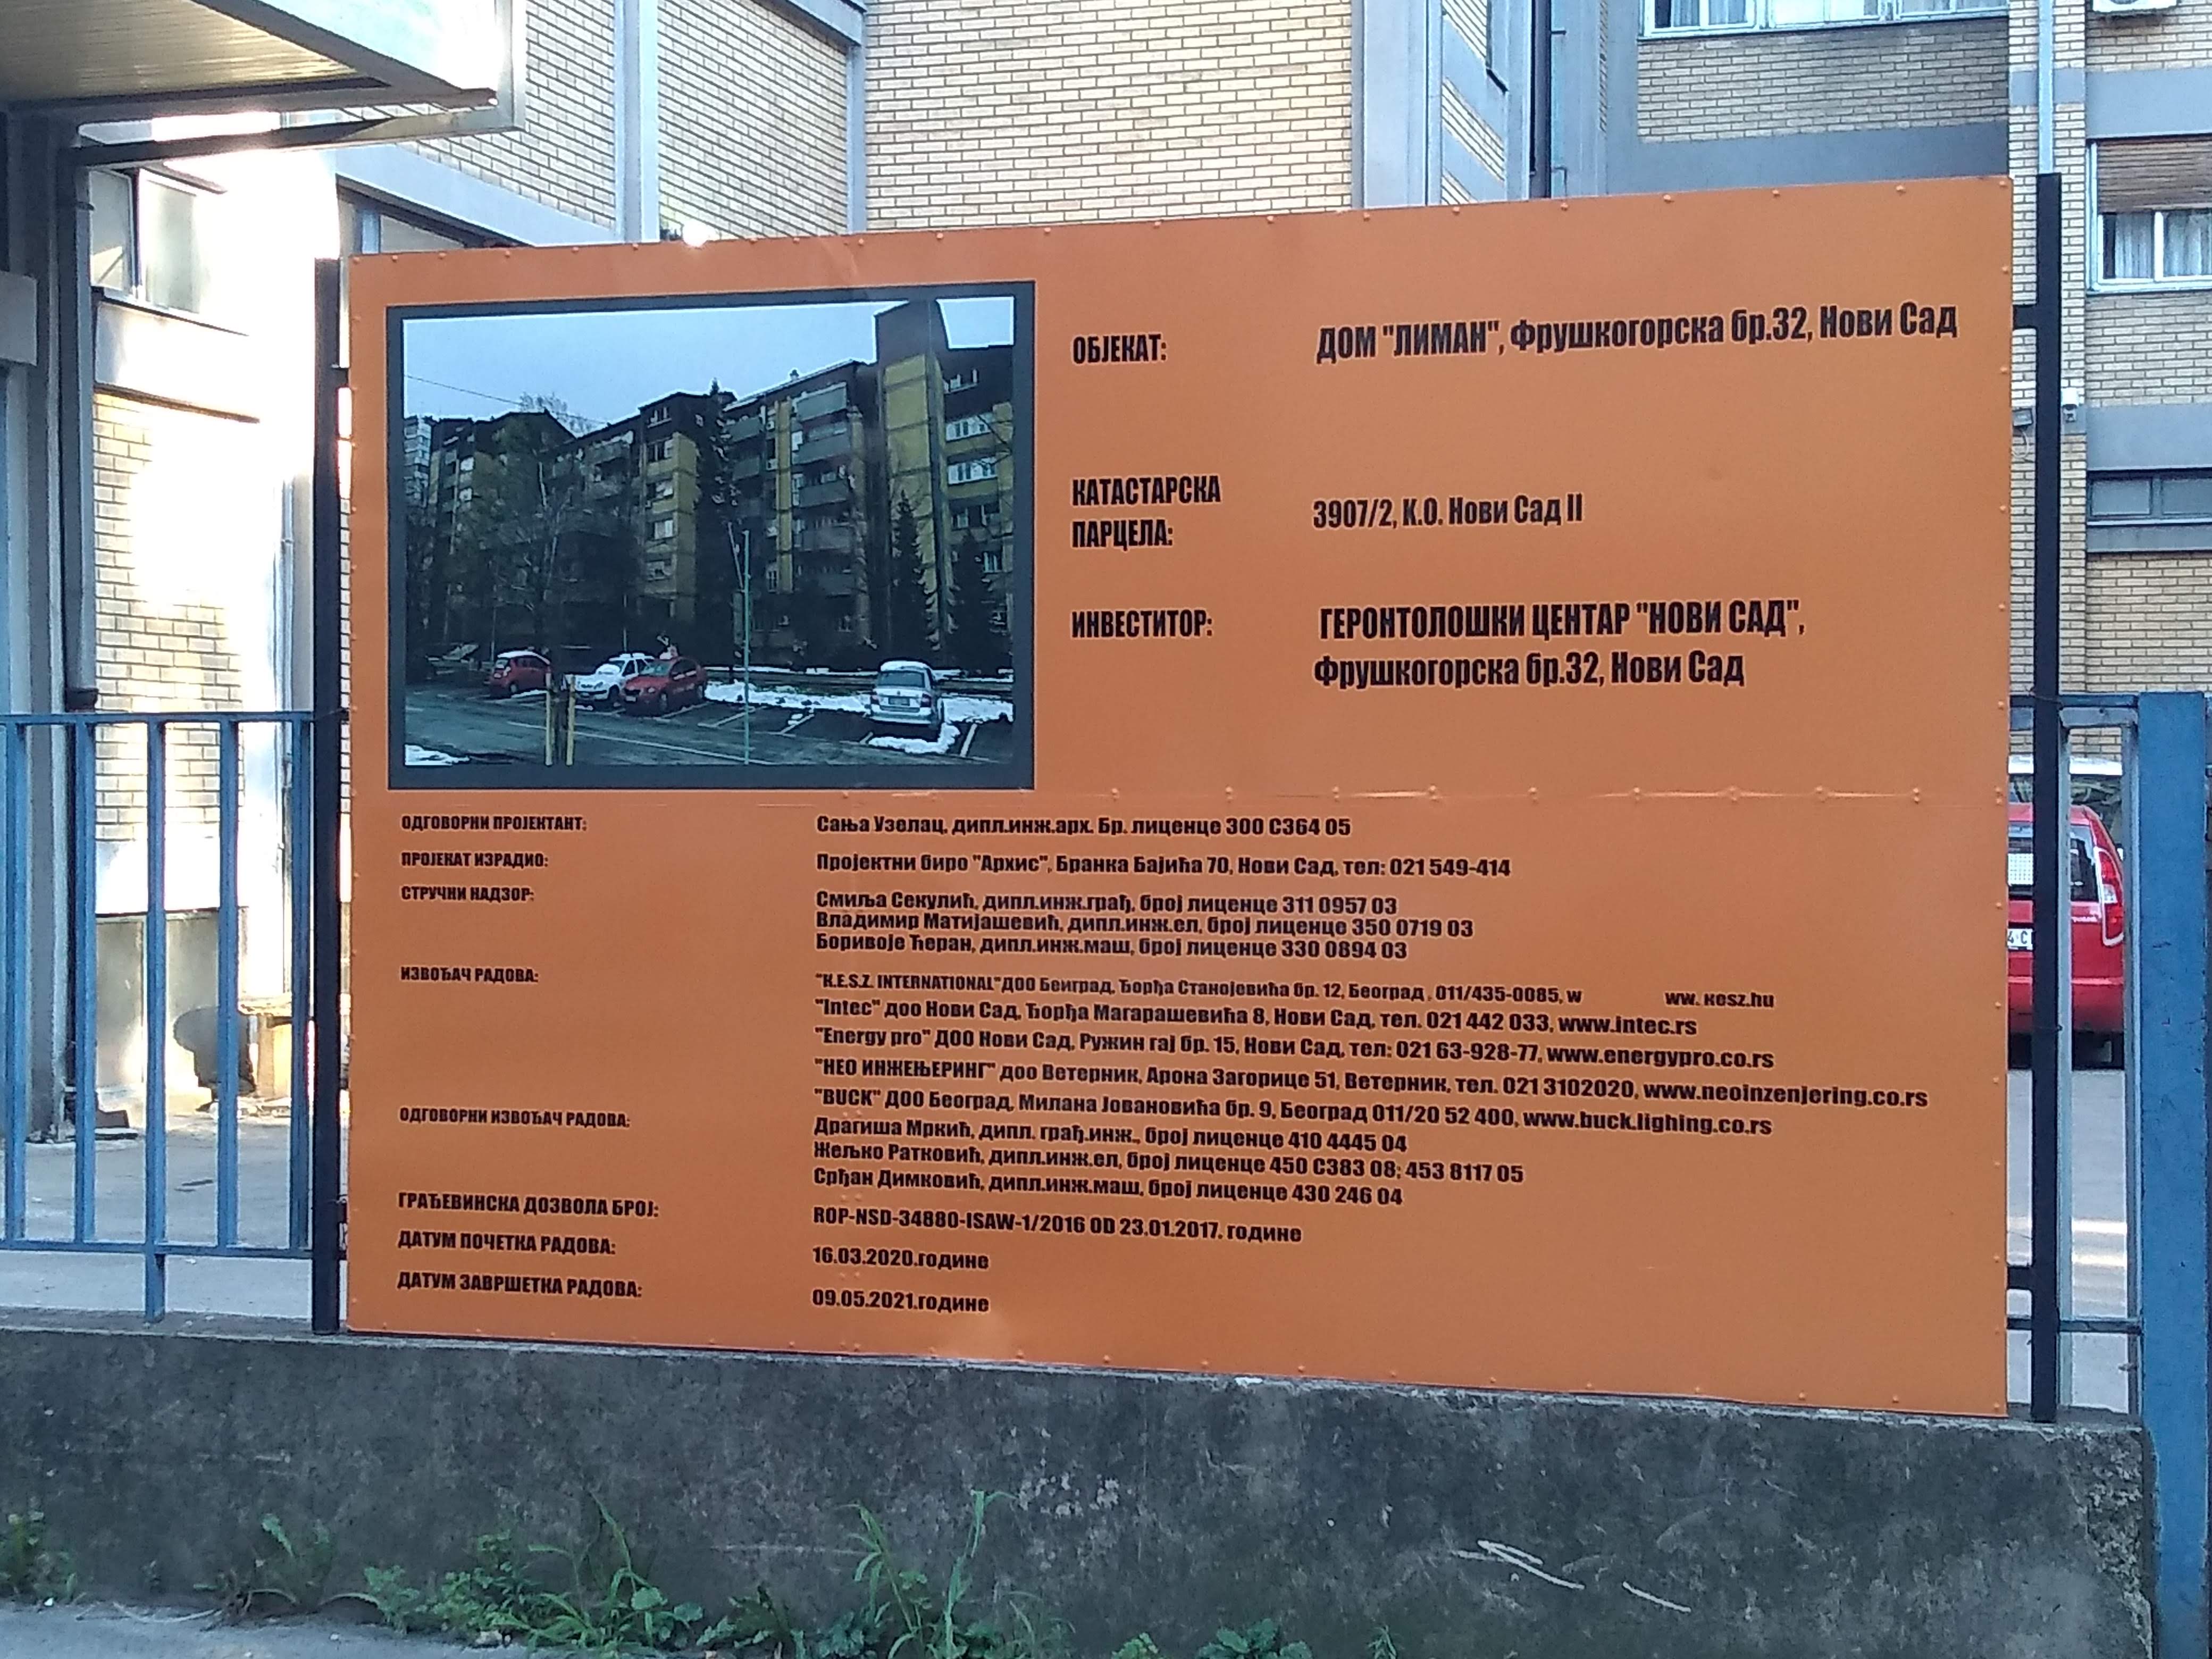 ОБЈЕКАТ: ДОМ "ЛИМАН", Фрушкогорска бр.32, Нови Сад
КАТАСТАРСКА
ПАРЦЕЛА: 3907/2, К.О. Нови Сад II
ИНВЕСТИТОР: ГЕРОНТОЛОШКИ ЦЕНТАР "НОВИ САД",
Фрушкогорска бр.32, Нови Сад
ОДГОВОРНИ ПРОЈЕКТАНТ: Сања Узелац, дипл.инж.арх. Бр. лиценце 300 С364 05
ПРОЈЕКАТ ИЗРАДИО: Пројектни биро "Архис", Бранка Бајића 70, Нови Сад, тел: 021 549-414
СТРУЧНИ НАДЗОР: Смиља Секулић, дипл.инж.грађ, број лиценце 311 0957 03
Владимир Матијашевић, дипл.инж.ел, број лиценце 350 0719 03
Боривоје Ћеран, дипл.инж.маш, број лиценце 330 0894 03
ИЗВОЂАЧ РАДОВА: "K.E.S.Z. INTERNATIONAL"ДОО Беиград, Ђорђа Станојевића бр. 12, Београд , 011/435-0085, w ww. кesz.hu
"Intec" доо Нови Сад, Ђорђа Магарашевића 8, Нови Сад, тел. 021 442 033, www.intec.rs
"Energy pro" ДОО Нови Сад, Ружин гај бр. 15, Нови Сад, тел: 021 63-928-77, www.energypro.co.rs
"НЕО ИНЖЕЊЕРИНГ" доо Ветерник, Арона Загорице 51, Ветерник, тел. 021 3102020, www.neoinzenjering.co.rs
"BUCK" ДОО Београд, Милана Јовановића бр. 9, Београд 011/20 52 400, www.buck.lighing.co.rs
ОДГОВОРНИ ИЗВОЂАЧ РАДОВА: Драгиша Мркић, дипл. грађ.инж., број лиценце 410 4445 04
Жељко Ратковић, дипл.инж.ел, број лиценце 450 С383 08; 453 8117 05
Срђан Димковић, дипл.инж.маш, број лиценце 430 246 04
ГРАЂЕВИНСКА ДОЗВОЛА БРОЈ: ROP-NSD-34880-ISAW-1/2016 OD 23.01.2017. године
ДАТУМ ПОЧЕТКА РАДОВА: 16.03.2020.године
ДАТУМ ЗАВРШЕТКА РАДОВА: 09.05.2021.године